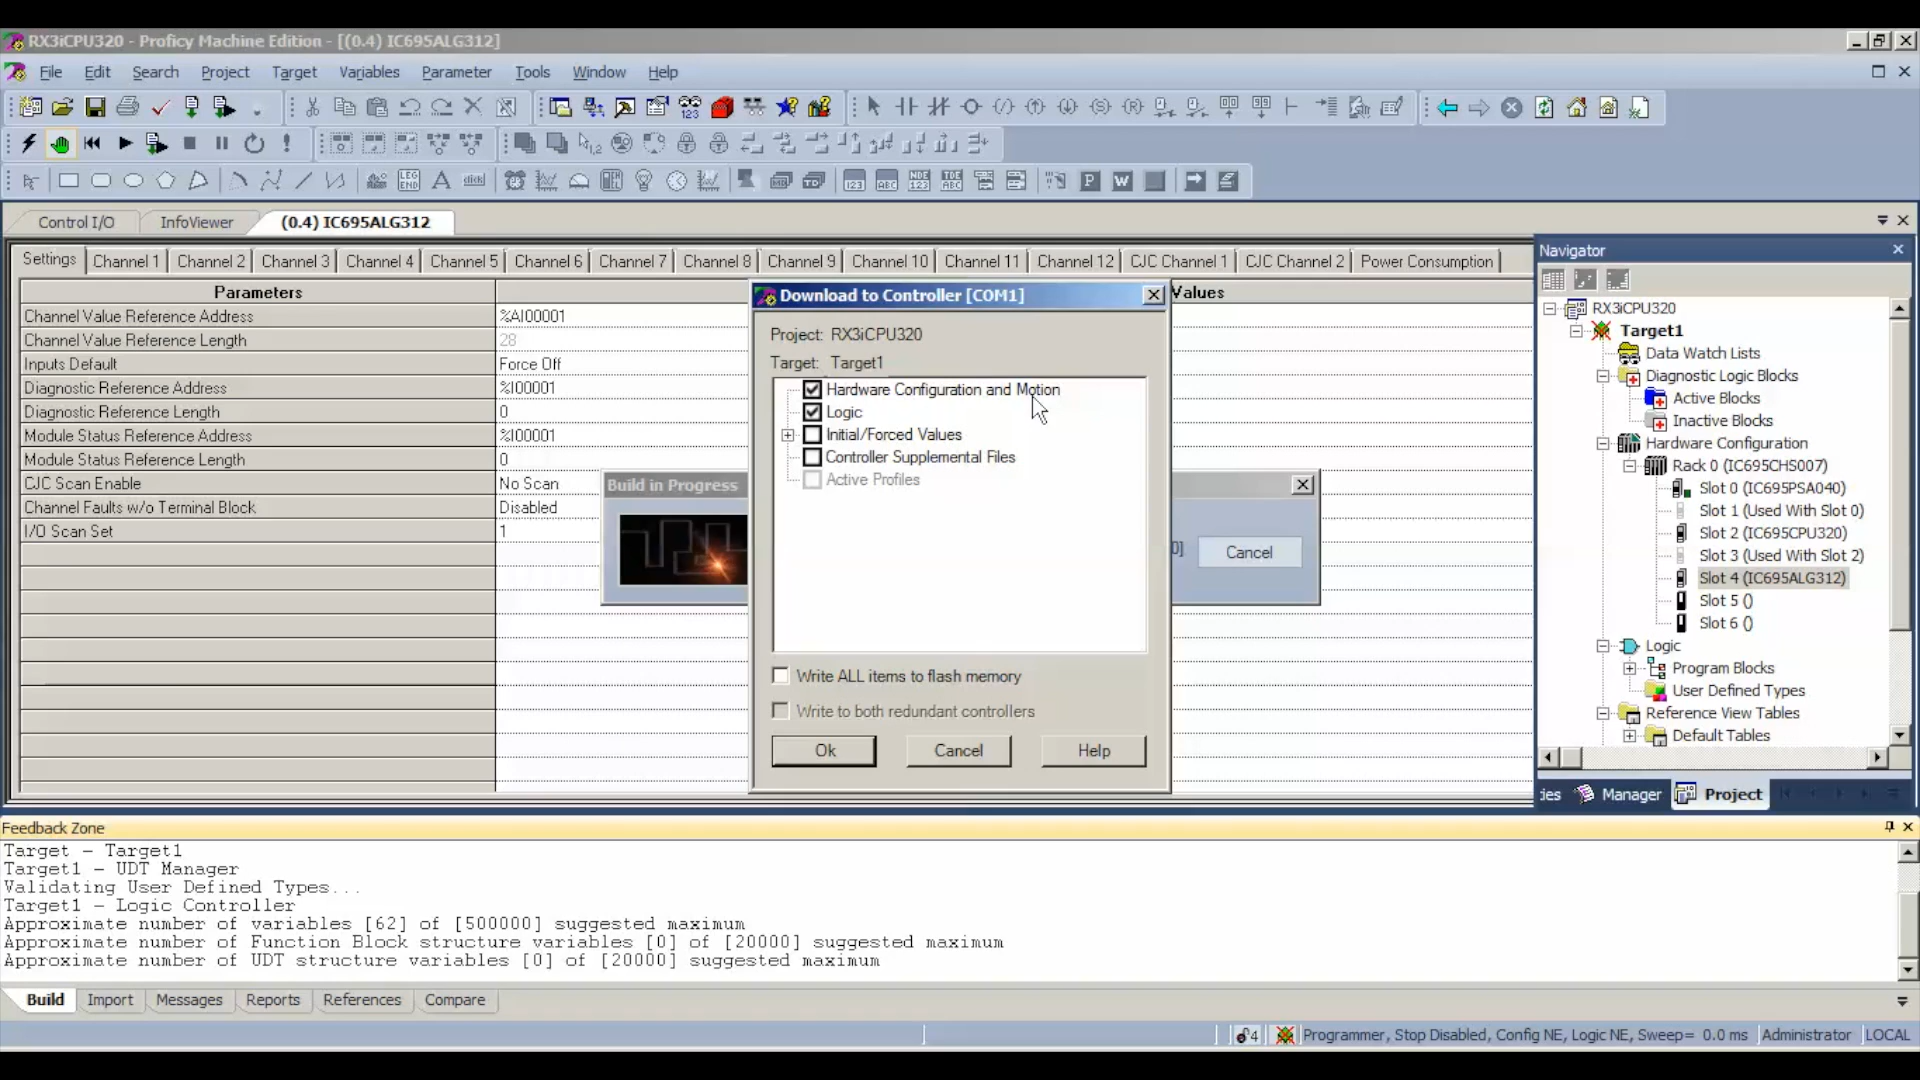 RX3iCPU320 - Proficy Machine Edition - [(0.4) IC695ALG312]
File Edit Search Project Target Variables Parameter Tools Window Help
Control I/O InfoViewer (0.4) IC695ALG312
Settings Channel 1 Channel 2 Channel 3 Channel 4 Channel 5 Channel 6 Channel 7 Channel 8 Channel 9 Channel 10 Channel 11 Channel 12 CJC Channel 1 CJC Channel 2 Power Consumption
Parameters Values
Channel Value Reference Address %AI00001
Channel Value Reference Length 28
Inputs Default Force Off
Diagnostic Reference Address %I00001
Diagnostic Reference Length 0
Module Status Reference Address %I00001
Module Status Reference Length 0
CJC Scan Enable No Scan
Channel Faults w/o Terminal Block Disabled
I/O Scan Set 1
Build in Progress
0]
Cancel
Download to Controller [COM1]
Project: RX3iCPU320
Target: Target1
Hardware Configuration and Motion
Logic
Initial/Forced Values
Controller Supplemental Files
Active Profiles
Write ALL items to flash memory
Write to both redundant controllers
Ok Cancel Help
Navigator
RX3iCPU320
Target1
Data Watch Lists
Diagnostic Logic Blocks
Active Blocks
Inactive Blocks
Hardware Configuration
Rack 0 (IC695CHS007)
Slot 0 (IC695PSA040)
Slot 1 (Used With Slot 0)
Slot 2 (IC695CPU320)
Slot 3 (Used With Slot 2)
Slot 4 (IC695ALG312)
Slot 5 ()
Slot 6 ()
Logic
Program Blocks
User Defined Types
Reference View Tables
Default Tables
ties Manager Project
Feedback Zone
Target - Target1
Target1 - UDT Manager
Validating User Defined Types...
Target1 - Logic Controller
Approximate number of variables [62] of [500000] suggested maximum
Approximate number of Function Block structure variables [0] of [20000] suggested maximum
Approximate number of UDT structure variables [0] of [20000] suggested maximum
Build Import Messages Reports References Compare
4 Programmer, Stop Disabled, Config NE, Logic NE, Sweep= 0.0 ms Administrator LOCAL